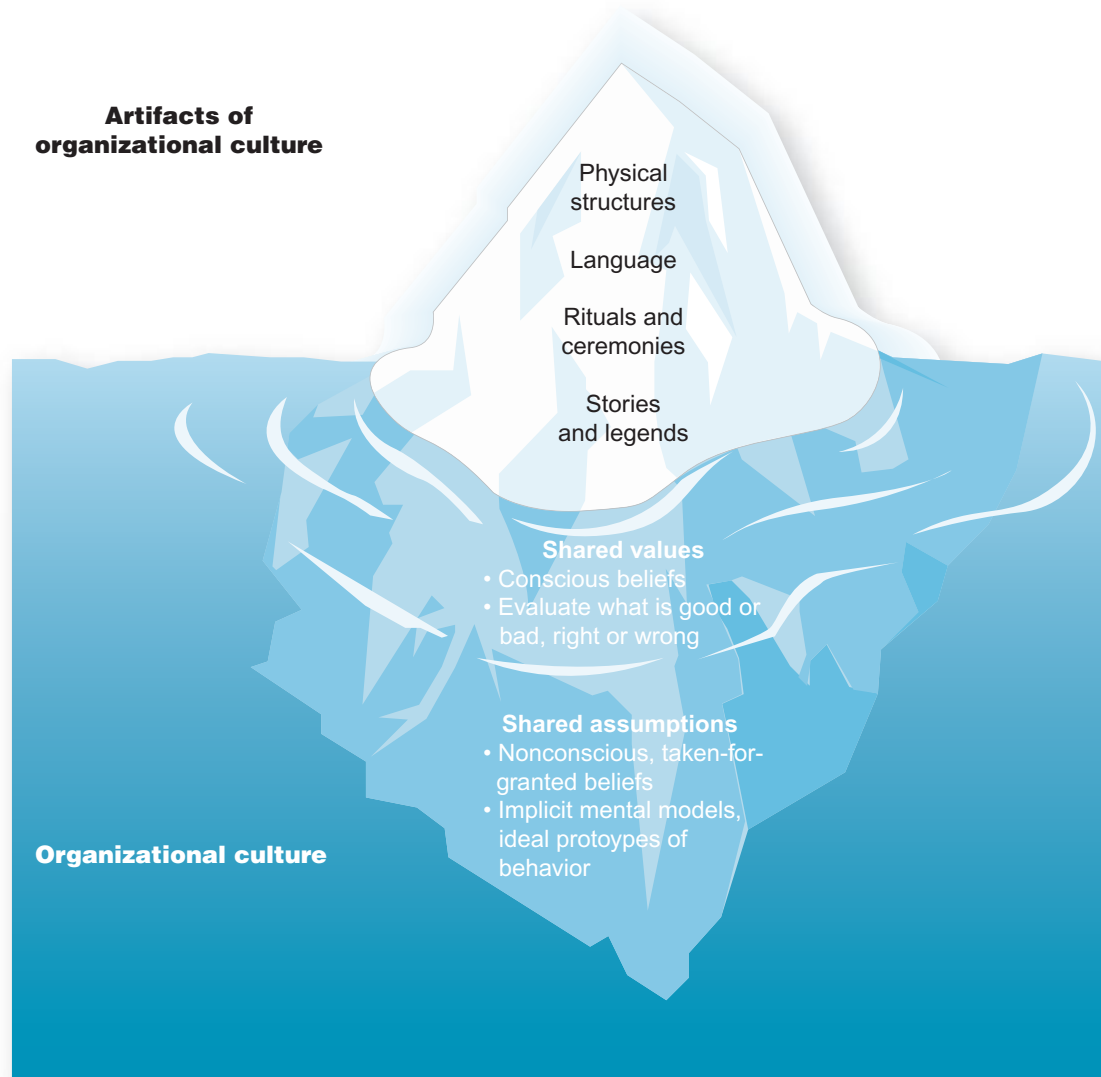 Artifacts of
organizational culture
Physical
structures
Language
Rituals and
ceremonies
Stories
and legends
Shared values
• Conscious beliefs
• Evaluate what is good or
bad, right or wrong
Shared assumptions
• Nonconscious, taken-for-
granted beliefs
• Implicit mental models,
ideal protoypes of
behavior
Organizational culture